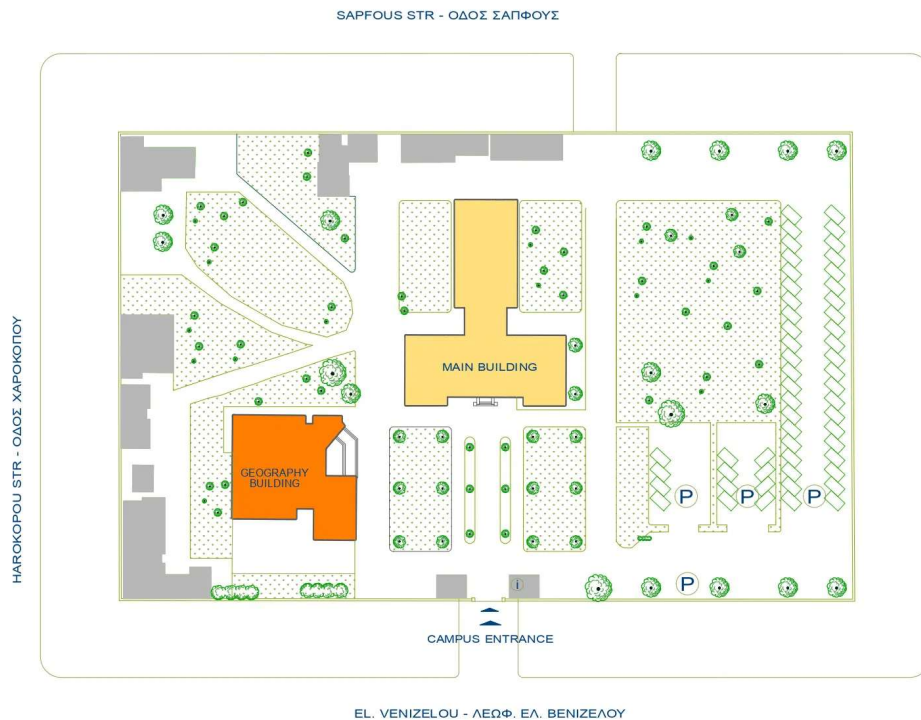 SAPFOUS STR - ΟΔΟΣ ΣΑΠΦΟΥΣ
HAROKOPOU STR - ΟΔΟΣ ΧΑΡΟΚΟΠΟΥ
MAIN BUILDING
GEOGRAPHY
BUILDING
P
P
P
i
P
CAMPUS ENTRANCE
EL. VENIZELOU - ΛΕΩΦ. ΕΛ. ΒΕΝΙΖΕΛΟΥ